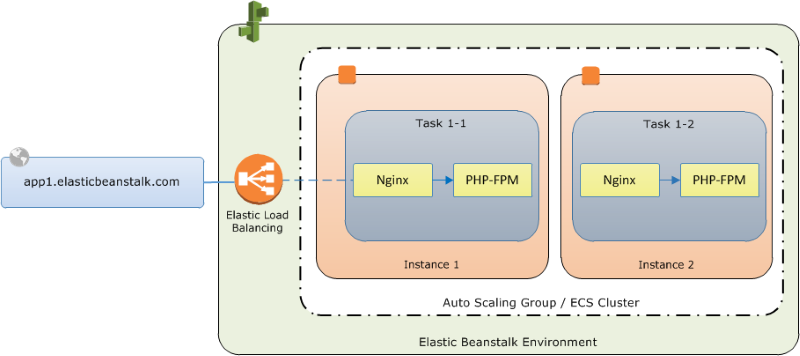 app1.elasticbeanstalk.com
Elastic Load
Balancing
Task 1-1
Nginx
PHP-FPM
Instance 1
Task 1-2
Nginx
PHP-FPM
Instance 2
Auto Scaling Group / ECS Cluster
Elastic Beanstalk Environment